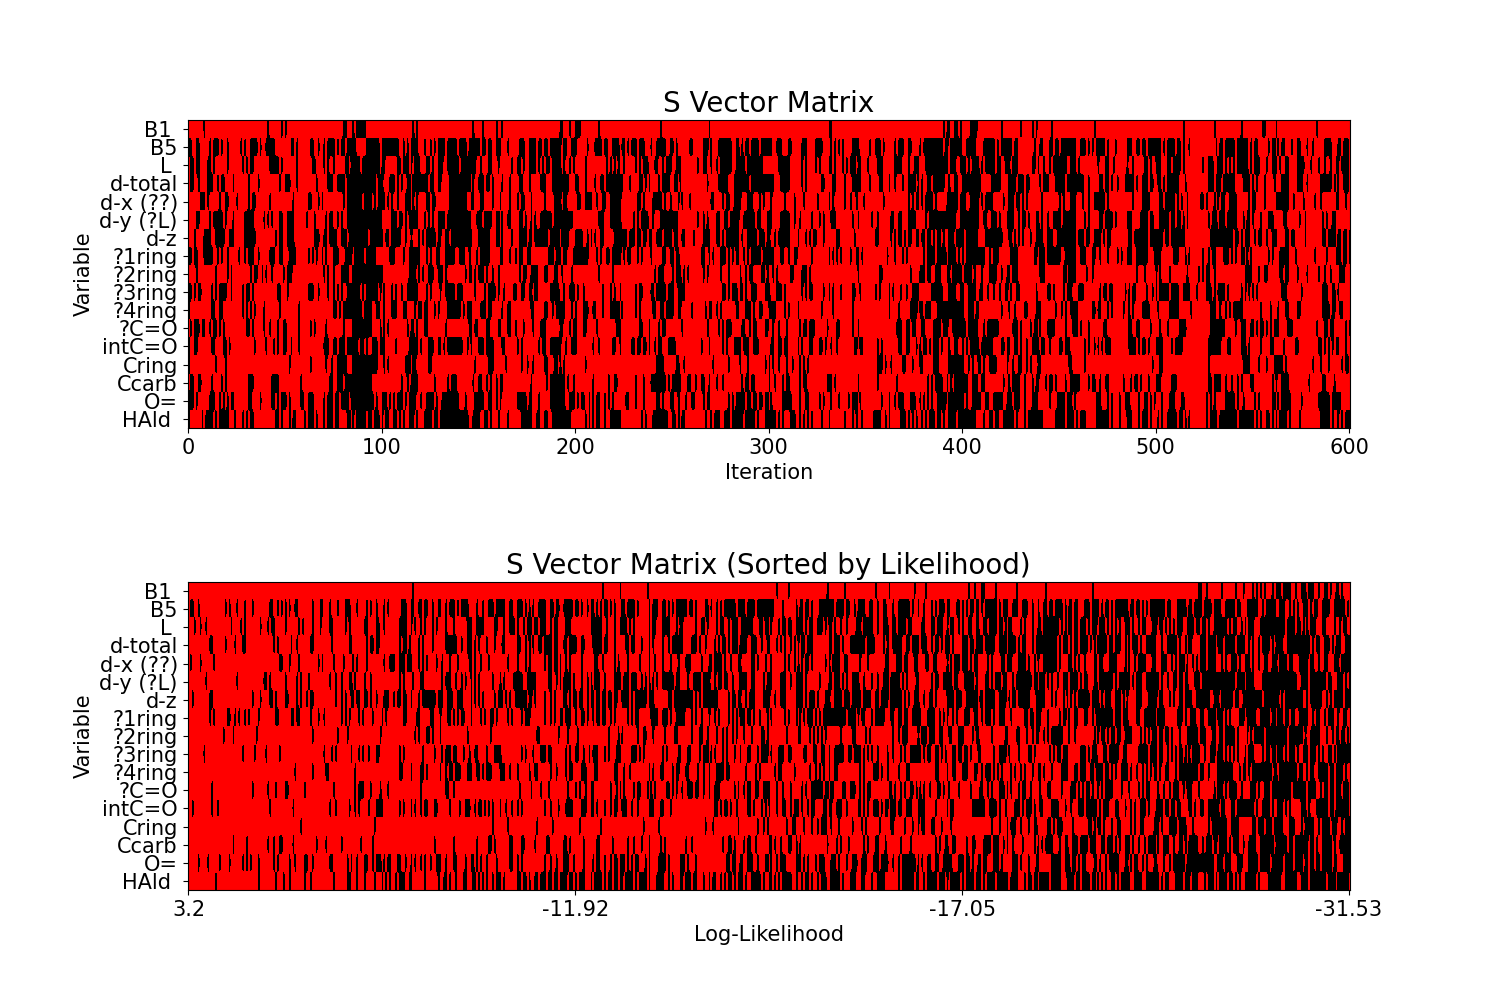 S Vector Matrix
B1
B5
L
d-total
d-x (??)
d-y (?L)
d-z
?1ring
?2ring
?3ring
?4ring
?C=O
intC=O
Cring
Ccarb
O=
HAld
Variable
0 100 200 300 400 500 600
Iteration
S Vector Matrix (Sorted by Likelihood)
B1
B5
L
d-total
d-x (??)
d-y (?L)
d-z
?1ring
?2ring
?3ring
?4ring
?C=O
intC=O
Cring
Ccarb
O=
HAld
Variable
3.2 -11.92 -17.05 -31.53
Log-Likelihood